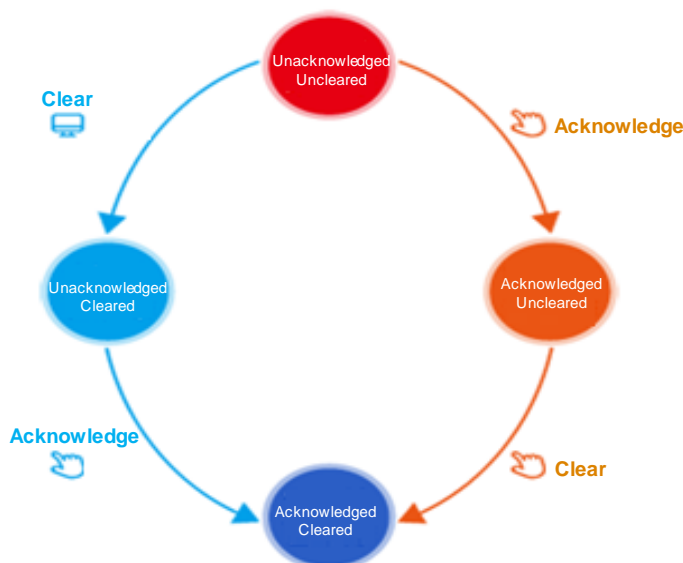 Unacknowledged
Uncleared
Clear
Acknowledge
Unacknowledged
Cleared
Acknowledged
Uncleared
Acknowledge
Clear
Acknowledged
Cleared